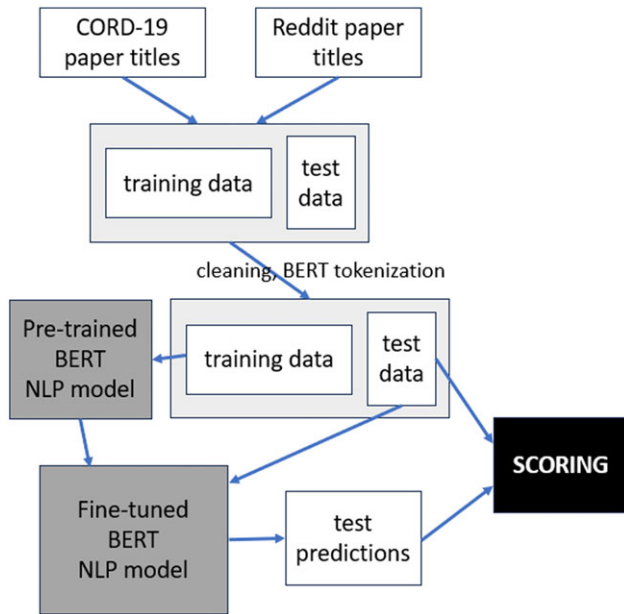 CORD-19
paper titles
Reddit paper
titles
training data
test
data
cleaning, BERT tokenization
Pre-trained
BERT
NLP model
training data
test
data
SCORING
Fine-tuned
BERT
NLP model
test
predictions